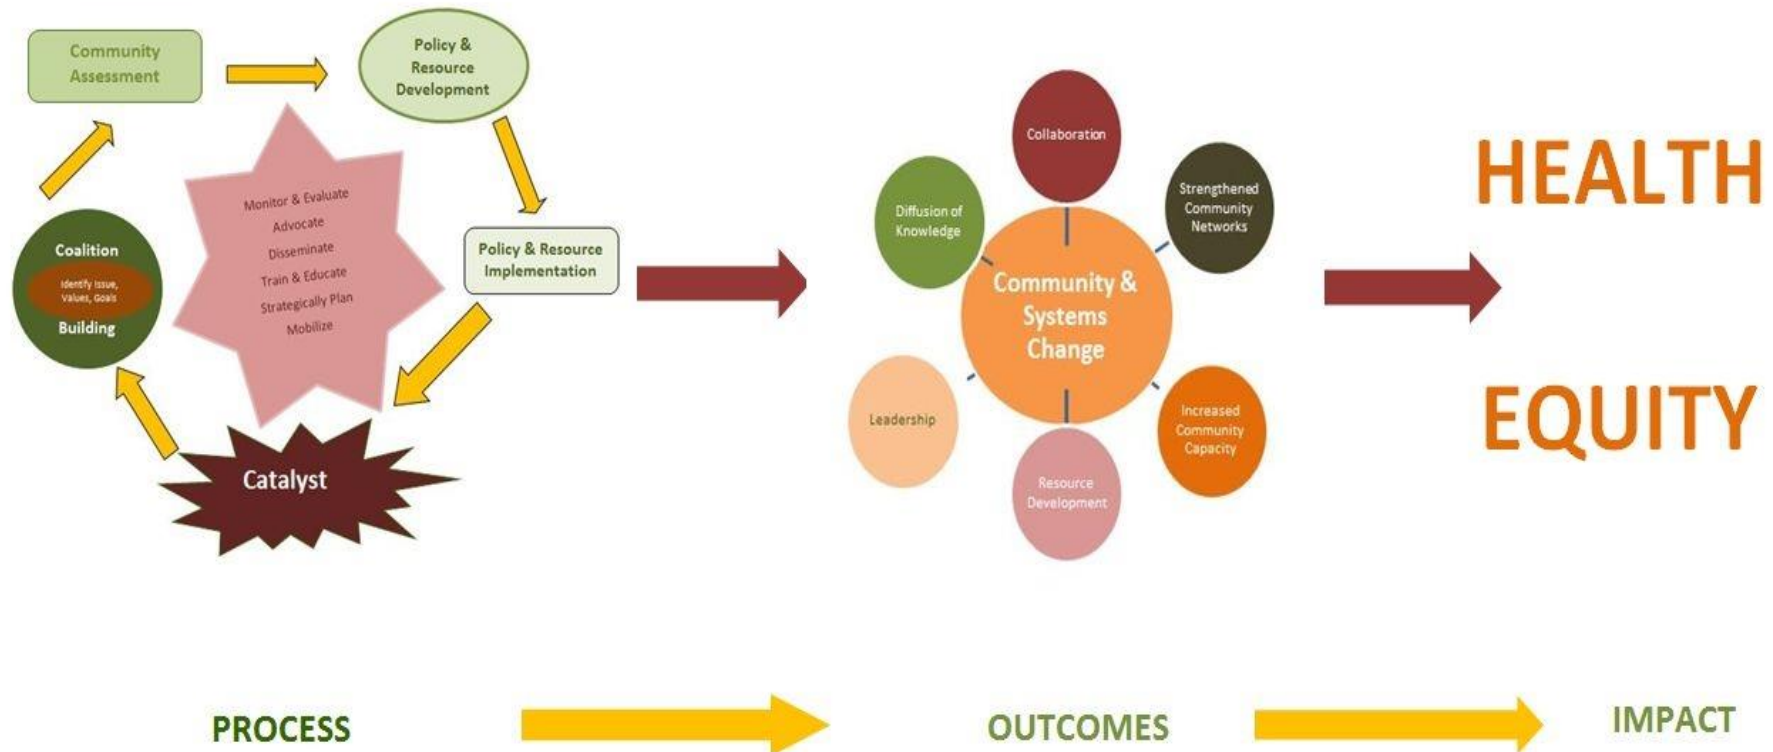 Community
Assessment
Policy &
Resource
Development
Monitor & Evaluate
Advocate
Disseminate
Train & Educate
Strategically Plan
Mobilize
Coalition
Identify Issue,
Values, Goals
Building
Policy & Resource
Implementation
Catalyst
Collaboration
Diffusion of
Knowledge
Strengthened
Community
Networks
Community &
Systems
Change
Leadership
Increased
Community
Capacity
Resource
Development
HEALTH
EQUITY
PROCESS
OUTCOMES
IMPACT